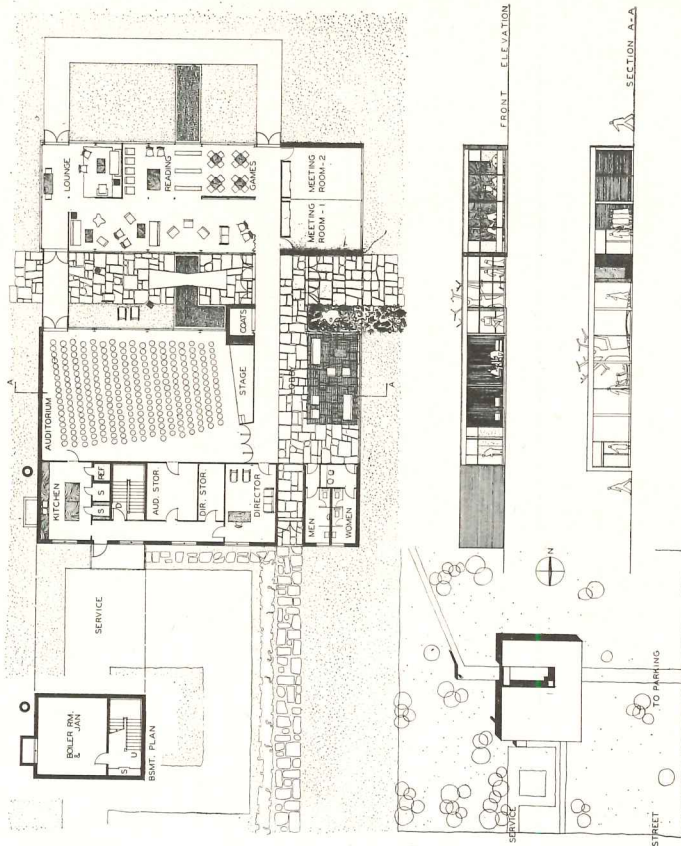 LOUNGE
READING
GAMES
MEETING
ROOM - 1
MEETING
ROOM - 2
COATS
AUDITORIUM
STAGE
A
A
KITCHEN
S
S
REF
D
AUD. STOR.
DIR. STOR.
DIRECTOR
MEN
WOMEN
SERVICE
BOILER RM.
& JAN
S
U
BSMT. PLAN
FRONT ELEVATION
SECTION A-A
N
SERVICE
STREET
TO PARKING